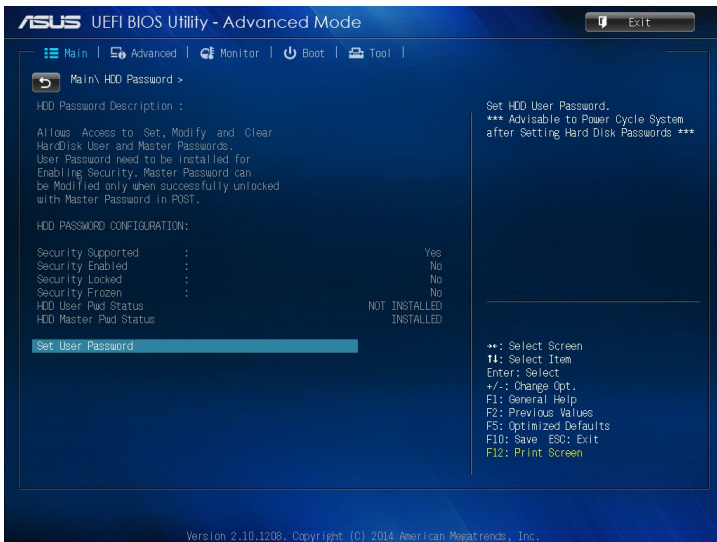 ASUS UEFI BIOS Utility - Advanced Mode
Exit
Main | Advanced | Monitor | Boot | Tool |
Main\ HDD Password >
HDD Password Description :
Allows Access to Set, Modify and Clear
HardDisk User and Master Passwords.
User Password need to be installed for
Enabling Security. Master Password can
be Modified only when successfully unlocked
with Master Password in POST.
HDD PASSWORD CONFIGURATION:
Security Supported : Yes
Security Enabled : No
Security Locked : No
Security Frozen : No
HDD User Pwd Status NOT INSTALLED
HDD Master Pwd Status INSTALLED
Set User Password
Set HDD User Password.
*** Advisable to Power Cycle System
after Setting Hard Disk Passwords ***
→←: Select Screen
↑↓: Select Item
Enter: Select
+/-: Change Opt.
F1: General Help
F2: Previous Values
F5: Optimized Defaults
F10: Save ESC: Exit
F12: Print Screen
Version 2.10.1208. Copyright (C) 2014 American Megatrends, Inc.